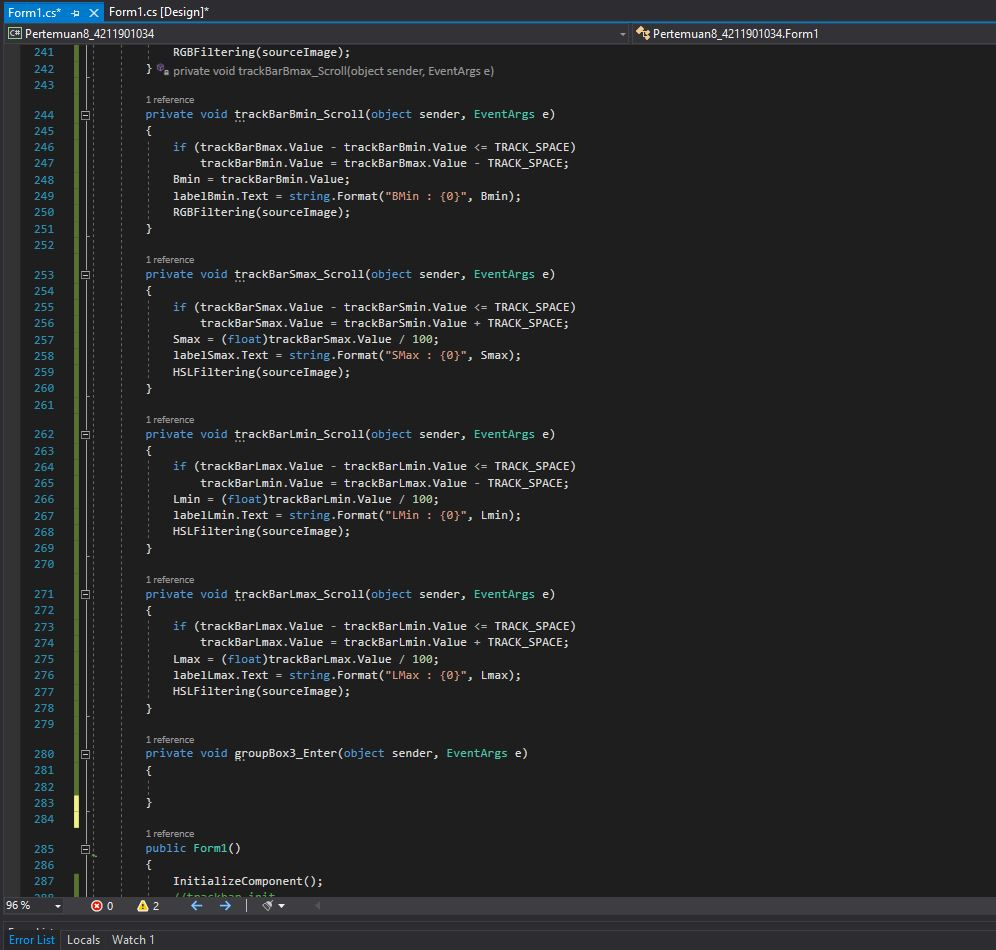 Form1.cs*
Form1.cs [Design]*
C# Pertemuan8_4211901034
Pertemuan8_4211901034.Form1
241 RGBFiltering(sourceImage);
242 } private void trackBarBmax_Scroll(object sender, EventArgs e)
243
1 reference
244 private void trackBarBmin_Scroll(object sender, EventArgs e)
245 {
246 if (trackBarBmax.Value - trackBarBmin.Value <= TRACK_SPACE)
247 trackBarBmin.Value = trackBarBmax.Value - TRACK_SPACE;
248 Bmin = trackBarBmin.Value;
249 labelBmin.Text = string.Format("BMin : {0}", Bmin);
250 RGBFiltering(sourceImage);
251 }
252
1 reference
253 private void trackBarSmax_Scroll(object sender, EventArgs e)
254 {
255 if (trackBarSmax.Value - trackBarSmin.Value <= TRACK_SPACE)
256 trackBarSmax.Value = trackBarSmin.Value + TRACK_SPACE;
257 Smax = (float)trackBarSmax.Value / 100;
258 labelSmax.Text = string.Format("SMax : {0}", Smax);
259 HSLFiltering(sourceImage);
260 }
261
1 reference
262 private void trackBarLmin_Scroll(object sender, EventArgs e)
263 {
264 if (trackBarLmax.Value - trackBarLmin.Value <= TRACK_SPACE)
265 trackBarLmin.Value = trackBarLmax.Value - TRACK_SPACE;
266 Lmin = (float)trackBarLmin.Value / 100;
267 labelLmin.Text = string.Format("LMin : {0}", Lmin);
268 HSLFiltering(sourceImage);
269 }
270
1 reference
271 private void trackBarLmax_Scroll(object sender, EventArgs e)
272 {
273 if (trackBarLmax.Value - trackBarLmin.Value <= TRACK_SPACE)
274 trackBarLmax.Value = trackBarLmin.Value + TRACK_SPACE;
275 Lmax = (float)trackBarLmax.Value / 100;
276 labelLmax.Text = string.Format("LMax : {0}", Lmax);
277 HSLFiltering(sourceImage);
278 }
279
1 reference
280 private void groupBox3_Enter(object sender, EventArgs e)
281 {
282
283 }
284
1 reference
285 public Form1()
286 {
287 InitializeComponent();
288 //trackbar init
96 % 0 2
Error List
Error List Locals Watch 1